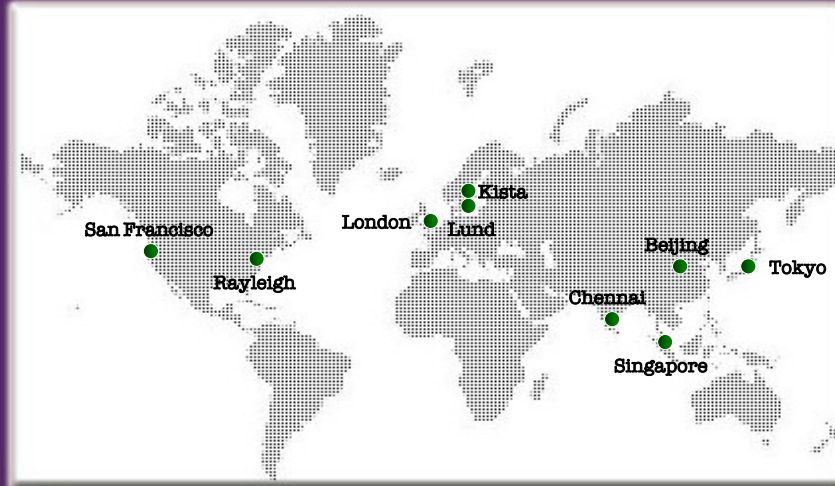 Kista
London
Lund
San Francisco
Beijing
Tokyo
Rayleigh
Chennai
Singapore